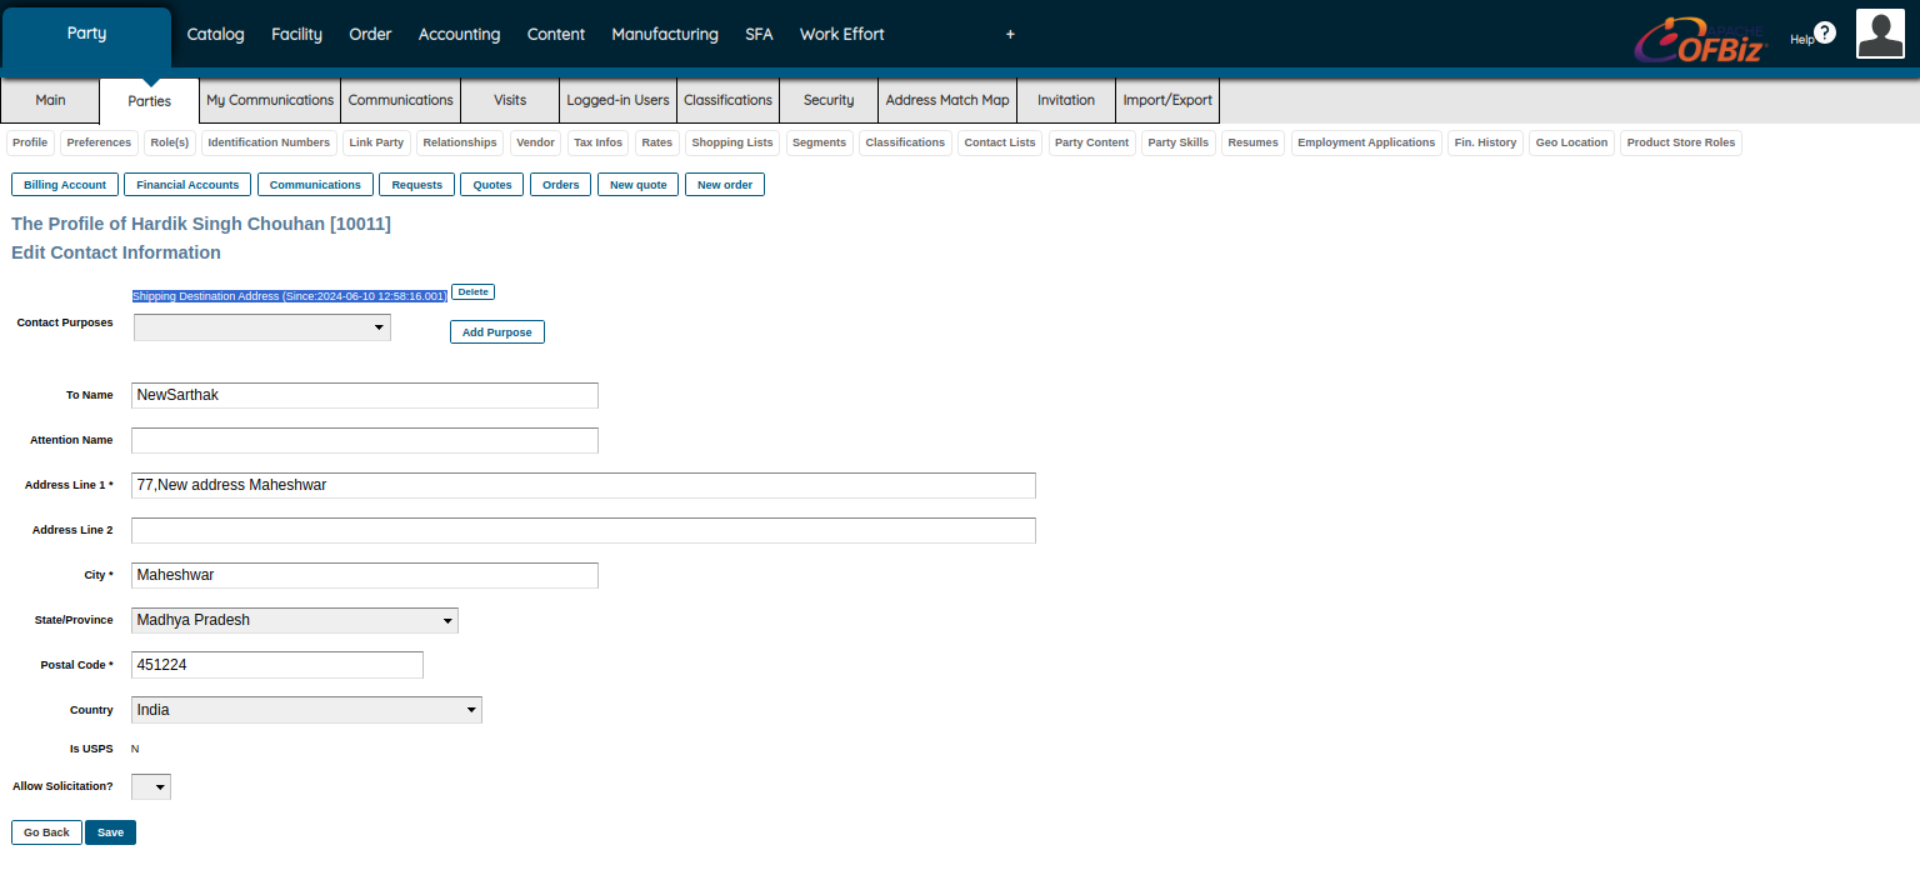 Party Catalog Facility Order Accounting Content Manufacturing SFA Work Effort +
APACHE
OFBiz
Help ?
Main Parties My Communications Communications Visits Logged-in Users Classifications Security Address Match Map Invitation Import/Export
Profile Preferences Role(s) Identification Numbers Link Party Relationships Vendor Tax Infos Rates Shopping Lists Segments Classifications Contact Lists Party Content Party Skills Resumes Employment Applications Fin. History Geo Location Product Store Roles
Billing Account Financial Accounts Communications Requests Quotes Orders New quote New order
The Profile of Hardik Singh Chouhan [10011]
Edit Contact Information
Shipping Destination Address (Since:2024-06-10 12:58:16.001) Delete
Contact Purposes
Add Purpose
To Name NewSarthak
Attention Name
Address Line 1 * 77,New address Maheshwar
Address Line 2
City * Maheshwar
State/Province Madhya Pradesh
Postal Code * 451224
Country India
Is USPS N
Allow Solicitation?
Go Back Save